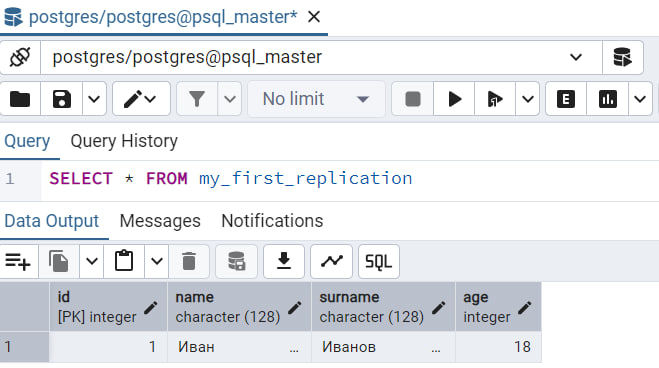 postgres/postgres@psql_master*
postgres/postgres@psql_master
No limit
E
Query Query History
1 SELECT * FROM my_first_replication
Data Output Messages Notifications
SQL
id name surname age
[PK] integer character (128) character (128) integer
1 1 Иван ... Иванов ... 18